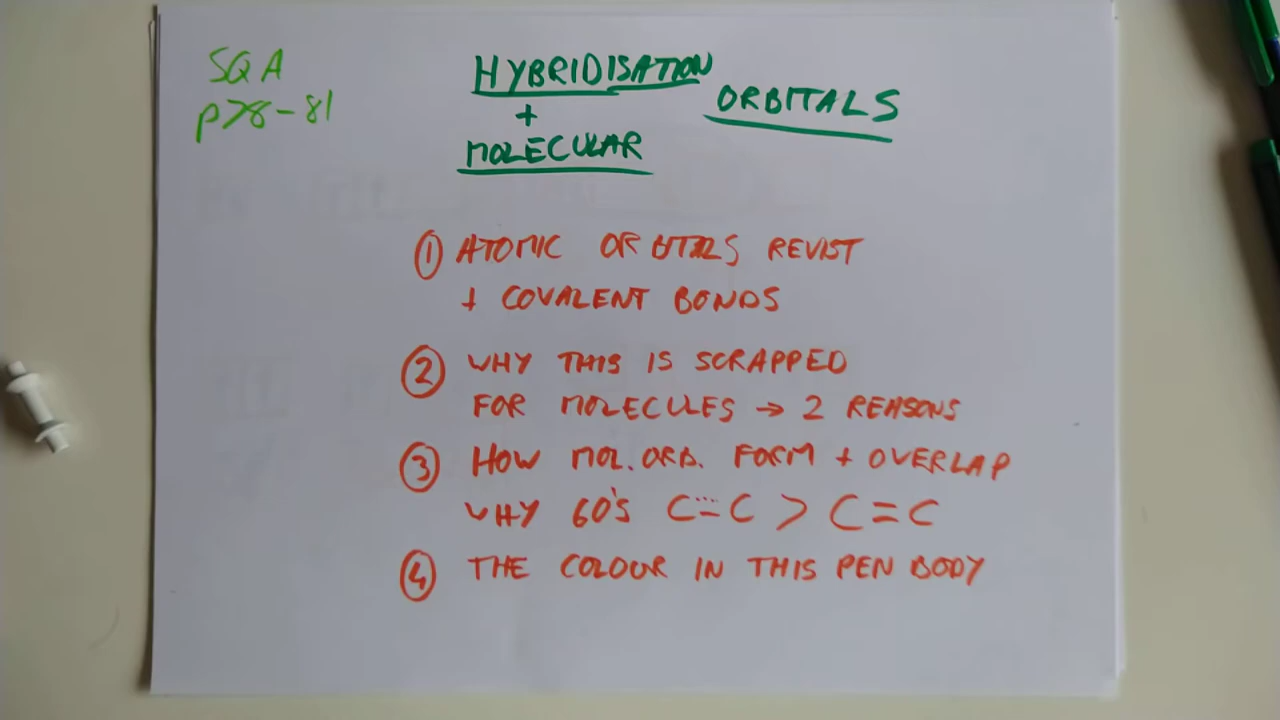 SQA
p78-81
HYBRIDISATION
+
MOLECULAR
ORBITALS
① ATOMIC ORBITALS REVIST
+ COVALENT BONDS
② WHY THIS IS SCRAPPED
FOR MOLECULES → 2 REASONS
③ HOW MOL. ORB. FORM + OVERLAP
WHY 60'S C⩧C > C=C
④ THE COLOUR IN THIS PEN BODY